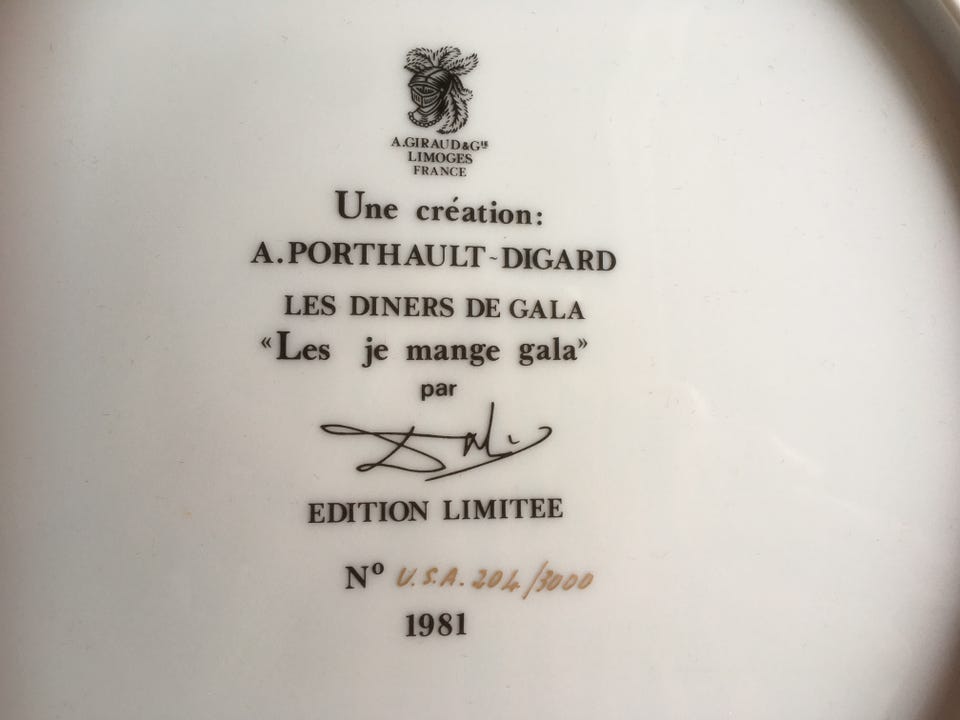 A.GIRAUD&Gie
LIMOGES
FRANCE
Une création:
A.PORTHAULT-DIGARD
LES DINERS DE GALA
«Les je mange gala»
par
Dali
EDITION LIMITEE
Nº U.S.A. 204/3000
1981